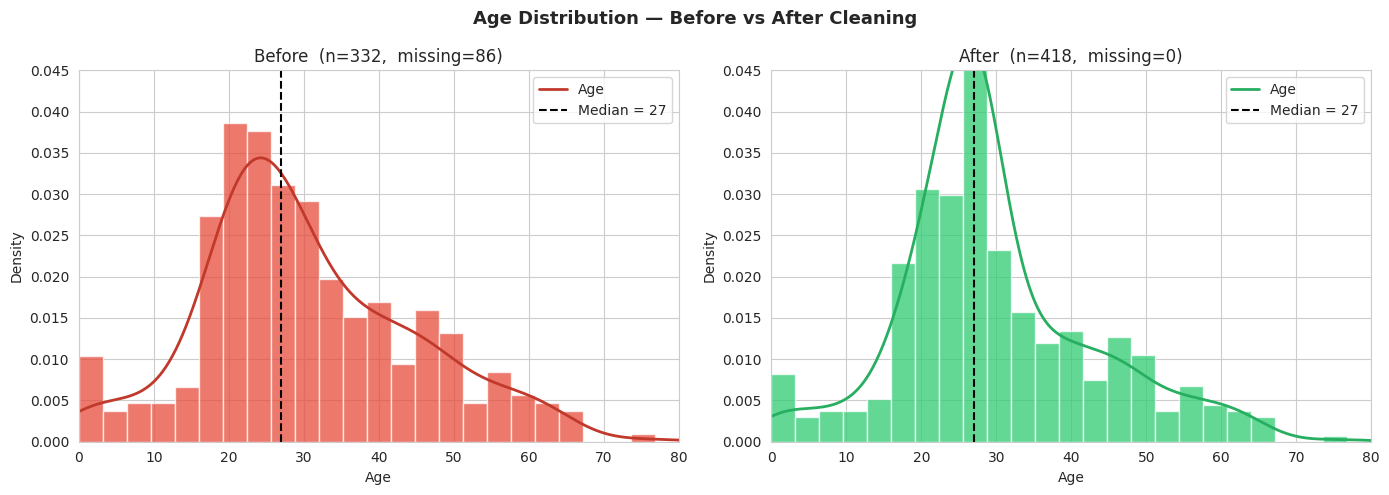 Age Distribution — Before vs After Cleaning
Before  (n=332,  missing=86)
0.045
0.040
0.035
0.030
0.025
0.020
0.015
0.010
0.005
0.000
Density
0 10 20 30 40 50 60 70 80
Age
Age
Median = 27
After  (n=418,  missing=0)
0.045
0.040
0.035
0.030
0.025
0.020
0.015
0.010
0.005
0.000
Density
0 10 20 30 40 50 60 70 80
Age
Age
Median = 27